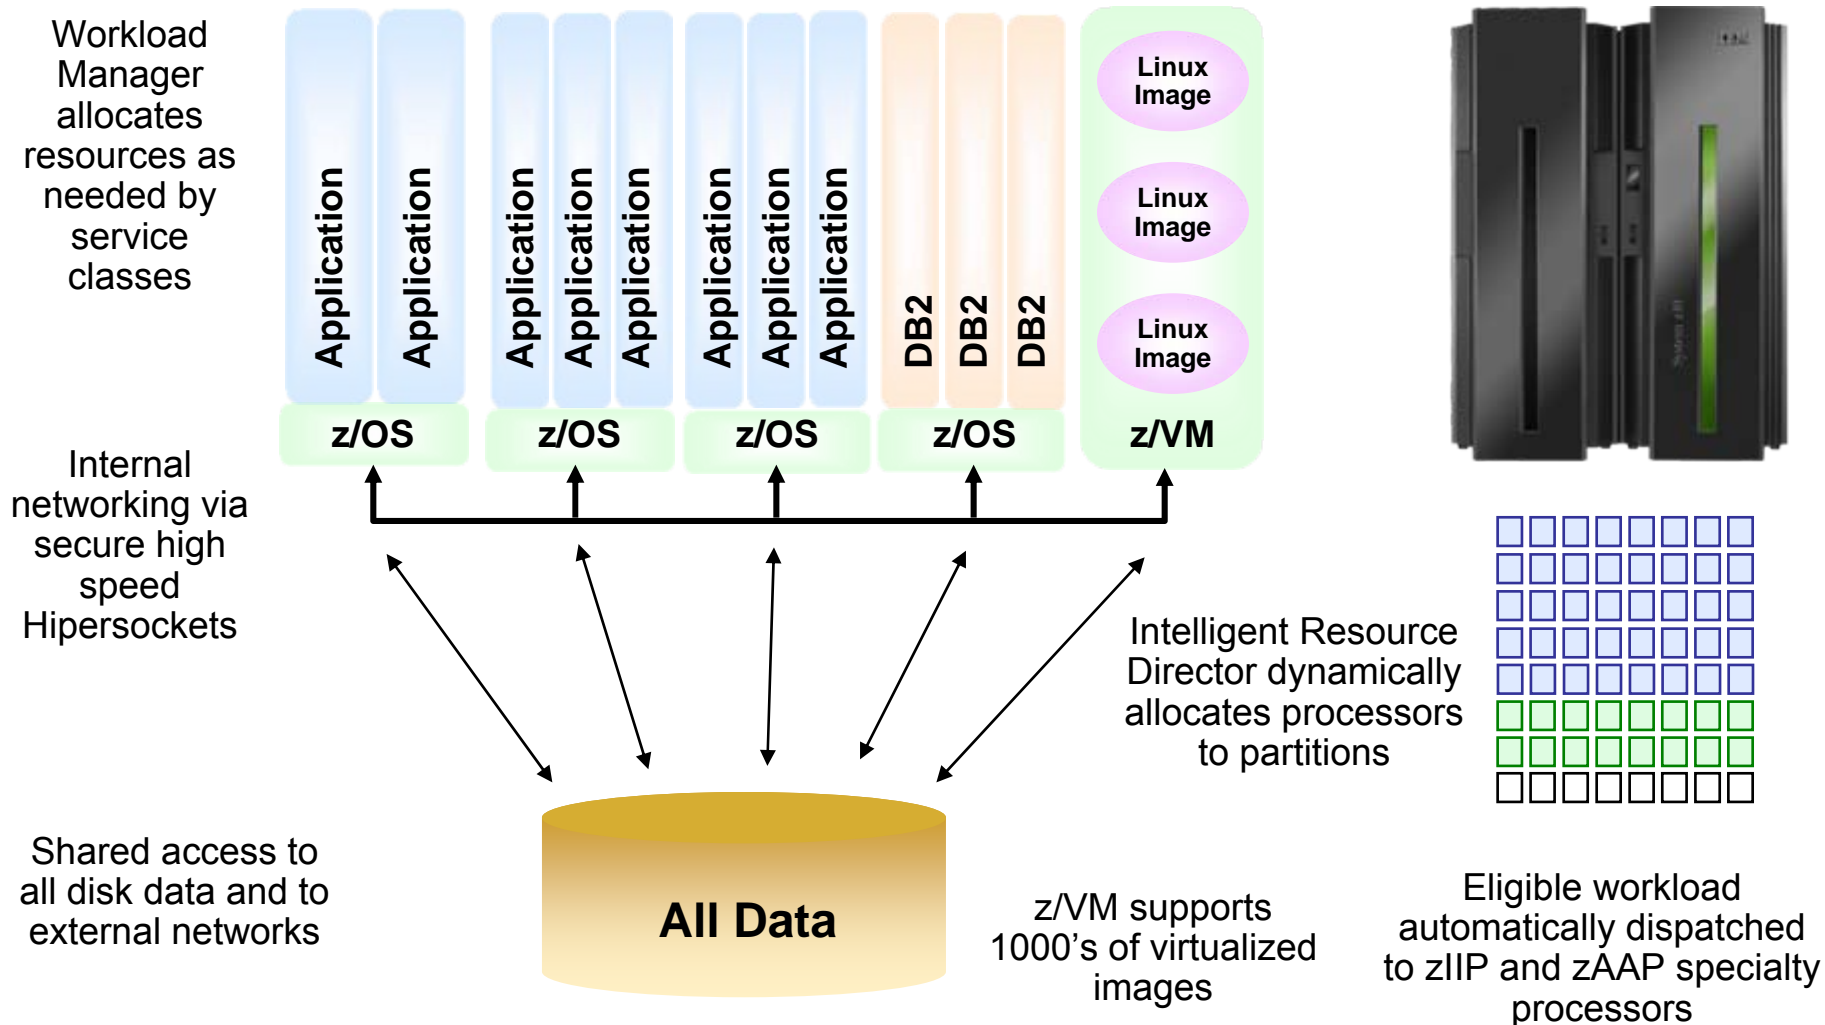 Workload
Manager
allocates
resources as
needed by
service
classes
Application
Application
Application
Application
Application
Application
Application
Application
DB2
DB2
DB2
Linux
Image
Linux
Image
Linux
Image
z/OS
z/OS
z/OS
z/OS
z/VM
Internal
networking via
secure high
speed
Hipersockets
Intelligent Resource
Director dynamically
allocates processors
to partitions
Shared access to
all disk data and to
external networks
All Data
z/VM supports
1000’s of virtualized
images
Eligible workload
automatically dispatched
to zIIP and zAAP specialty
processors